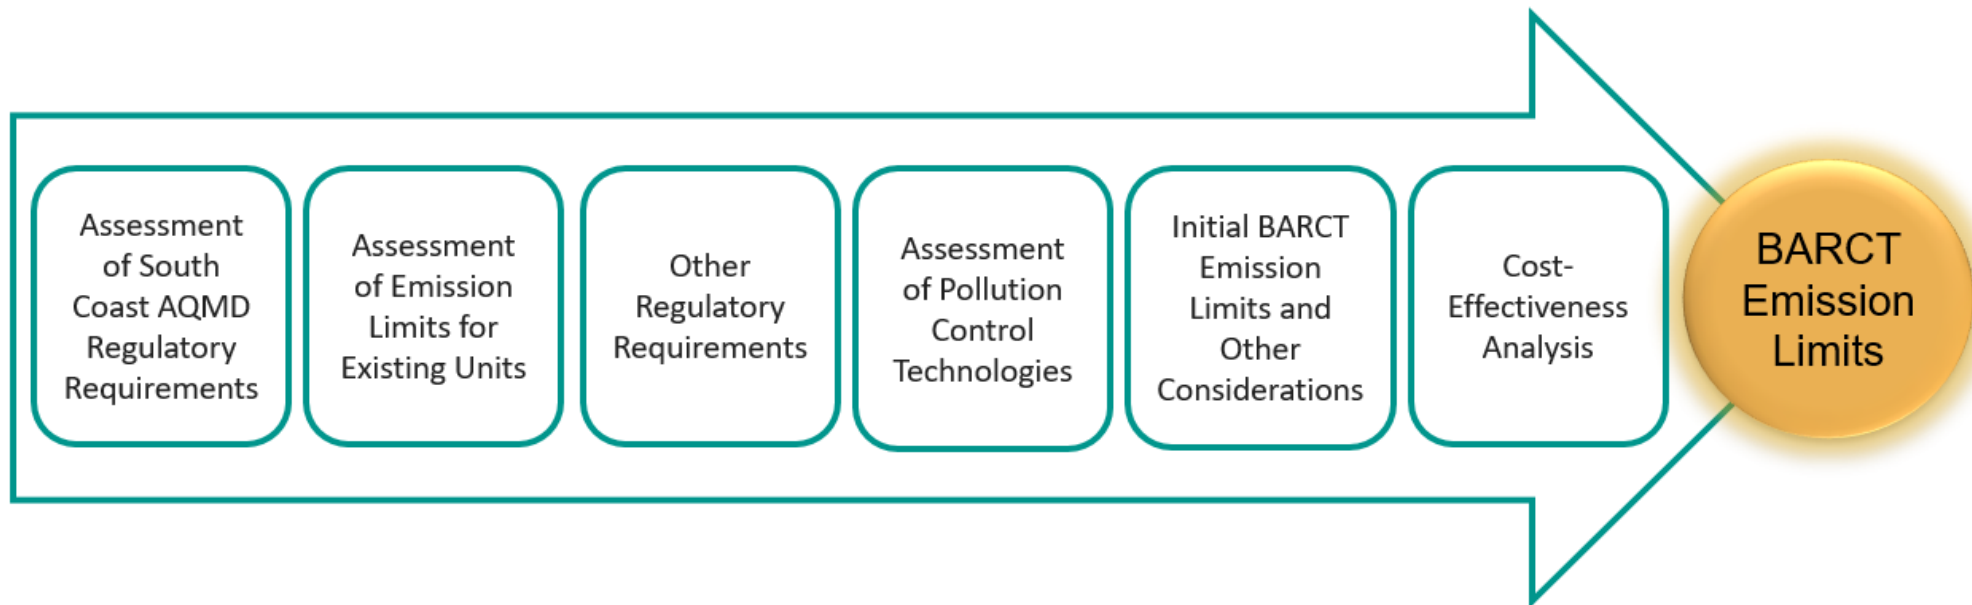 Assessment
of South
Coast AQMD
Regulatory
Requirements
Assessment
of Emission
Limits for
Existing Units
Other
Regulatory
Requirements
Assessment
of Pollution
Control
Technologies
Initial BARCT
Emission
Limits and
Other
Considerations
Cost-
Effectiveness
Analysis
BARCT
Emission
Limits